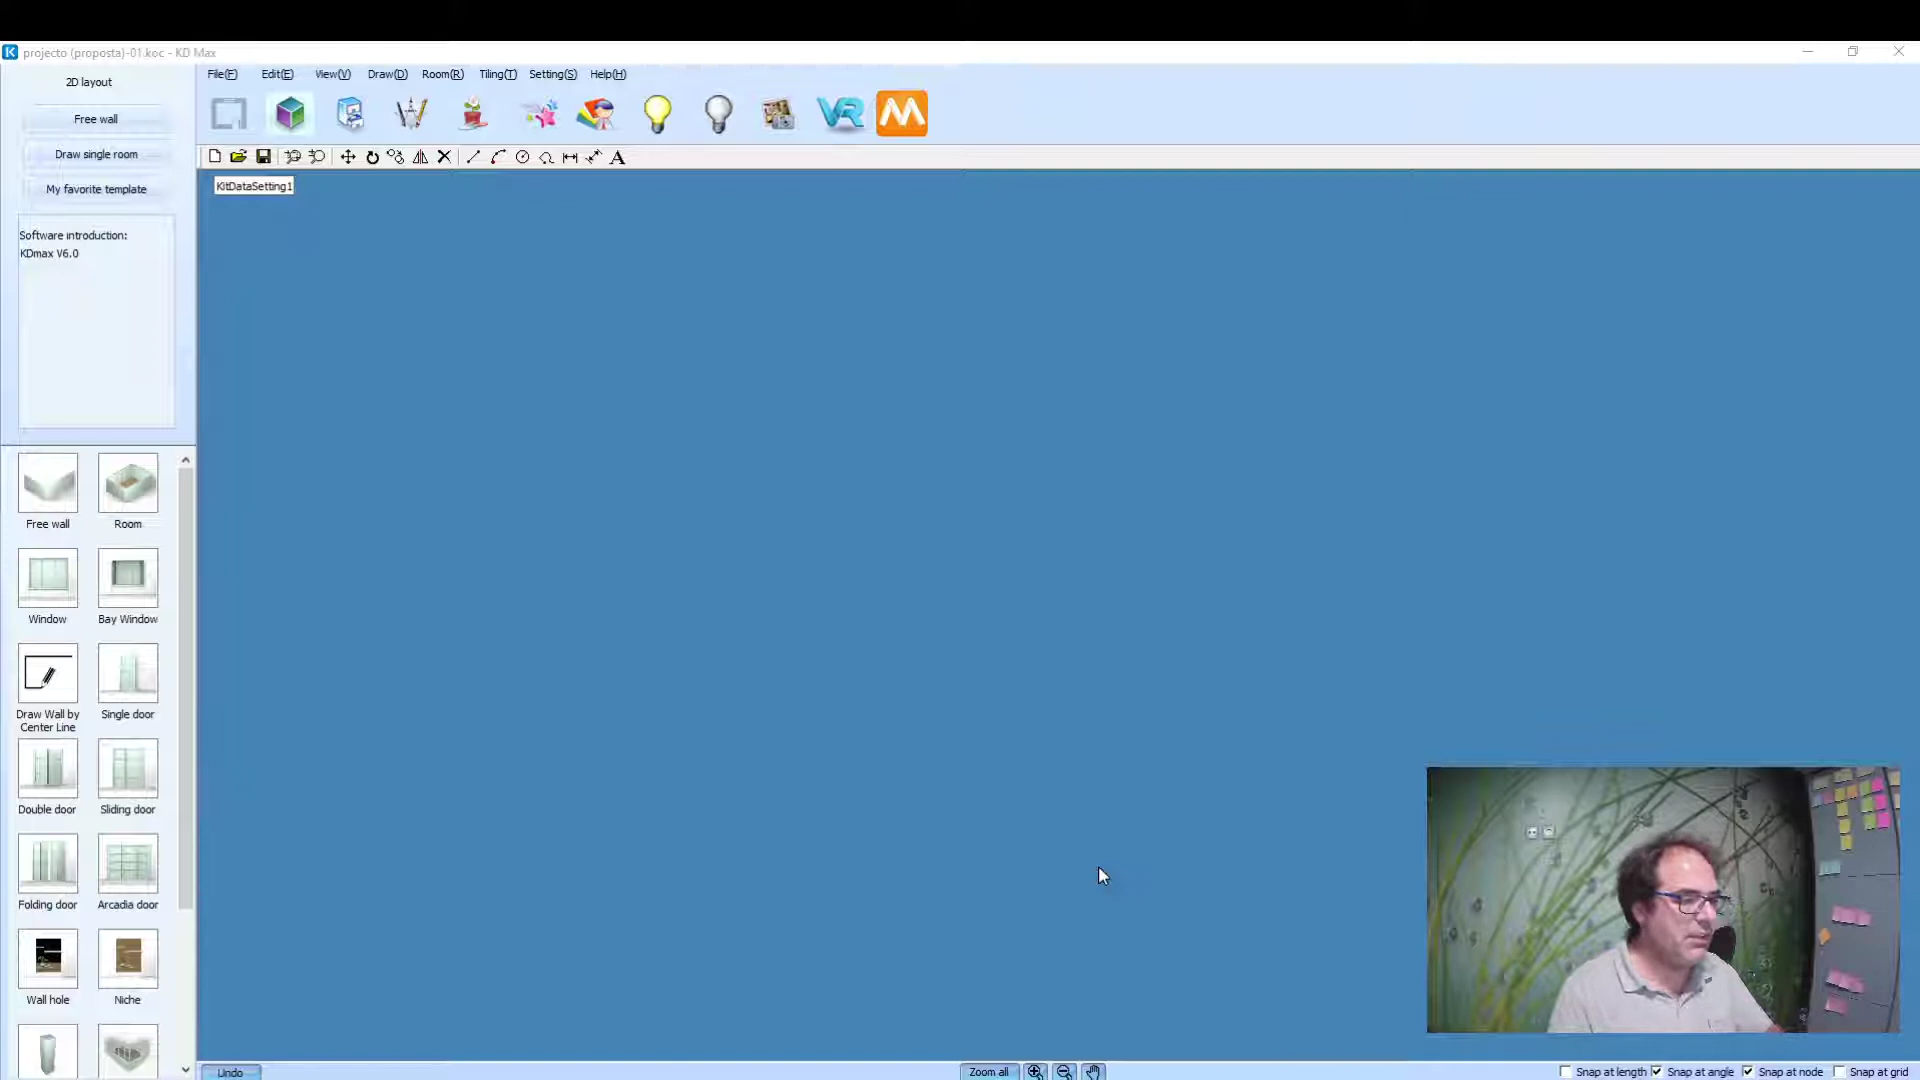 projecto (proposta)-01.koc - KD Max
2D layout
File(F) Edit(E) View(V) Draw(D) Room(R) Tiling(T) Setting(S) Help(H)
Free wall
Draw single room
My favorite template
VR
A
KitDataSetting1
Software introduction:
KDmax V6.0
Free wall
Room
Window
Bay Window
Draw Wall by
Center Line
Single door
Double door
Sliding door
Folding door
Arcadia door
Wall hole
Niche
Undo
Zoom all
Snap at length
Snap at angle
Snap at node
Snap at grid